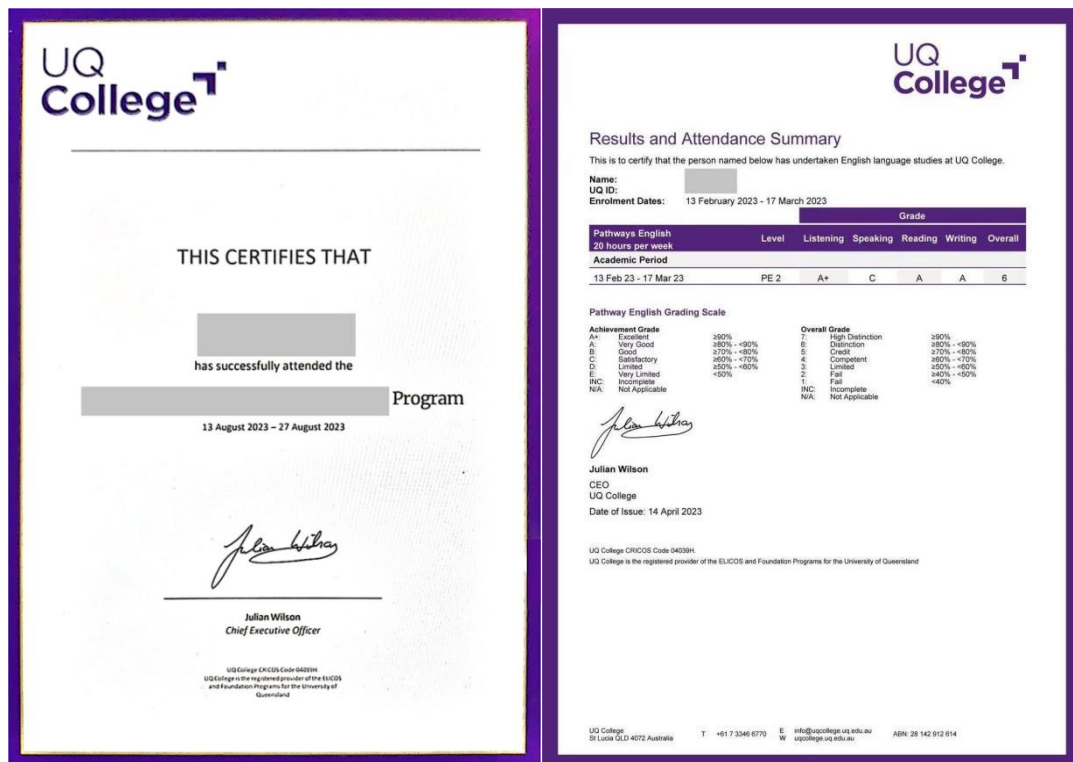 UQ
College
THIS CERTIFIES THAT
has successfully attended the
Program
13 August 2023 – 27 August 2023
Julian Wilson
Julian Wilson
Chief Executive Officer
UQ College CRICOS Code 04039H.
UQ College is the registered provider of the ELICOS
and Foundation Programs for the University of
Queensland
UQ
College
Results and Attendance Summary
This is to certify that the person named below has undertaken English language studies at UQ College.
Name:
UQ ID:
Enrolment Dates: 13 February 2023 - 17 March 2023
Grade
Pathways English
20 hours per week Level Listening Speaking Reading Writing Overall
Academic Period
13 Feb 23 - 17 Mar 23 PE 2 A+ C A A 6
Pathway English Grading Scale
Achievement Grade Overall Grade
A+: Excellent ≥90% 7: High Distinction ≥90%
A: Very Good ≥80% - <90% 6: Distinction ≥80% - <90%
B: Good ≥70% - <80% 5: Credit ≥70% - <80%
C: Satisfactory ≥60% - <70% 4: Competent ≥60% - <70%
D: Limited ≥50% - <60% 3: Limited ≥50% - <60%
E: Very Limited <50% 2: Fail ≥40% - <50%
INC: Incomplete 1: Fail <40%
N/A: Not Applicable INC: Incomplete
N/A: Not Applicable
Julian Wilson
Julian Wilson
CEO
UQ College
Date of Issue: 14 April 2023
UQ College CRICOS Code 04039H.
UQ College is the registered provider of the ELICOS and Foundation Programs for the University of Queensland
UQ College T +61 7 3346 6770 E info@uqcollege.uq.edu.au ABN: 28 142 912 614
St Lucia QLD 4072 Australia W uqcollege.uq.edu.au